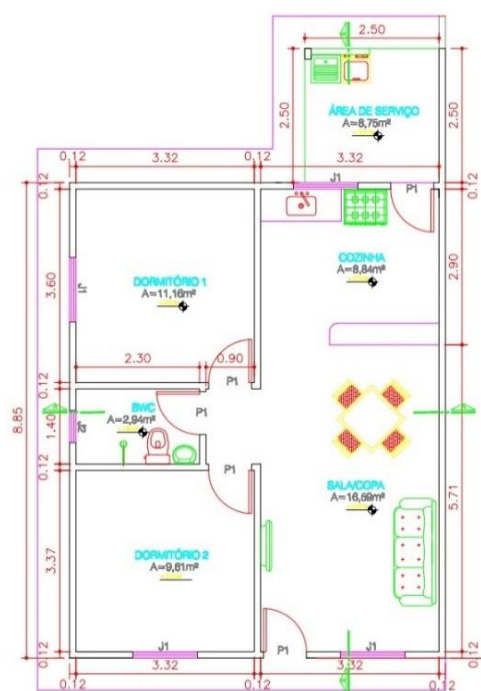 2.50
2.50
2.50
ÁREA DE SERVIÇO
A=8,75m²
0.12
3.32
0.12
3.32
0.12
0.12
J1
P1
COZINHA
A=8,84m²
2.90
3.60
J1
DORMITÓRIO 1
A=11,16m²
2.30
0.90
P1
0.12
8.85
1.40
BWC
A=2,94m²
P1
0.12
P1
SALA/COPA
A=16,59m²
5.71
3.37
DORMITÓRIO 2
A=9,61m²
J1
P1
J1
0.12
0.12
3.32
3.32
0.12
0.12
0.12